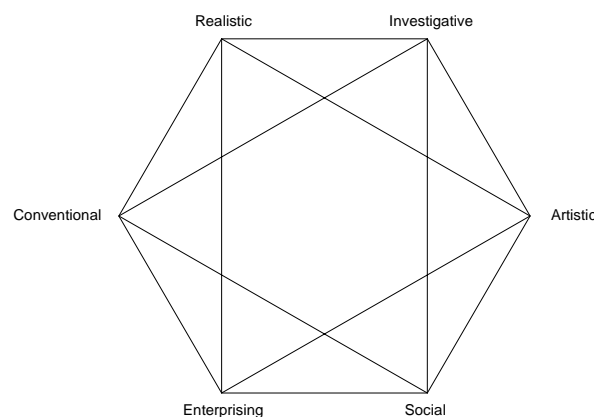 Realistic Investigative
Conventional Artistic
Enterprising Social